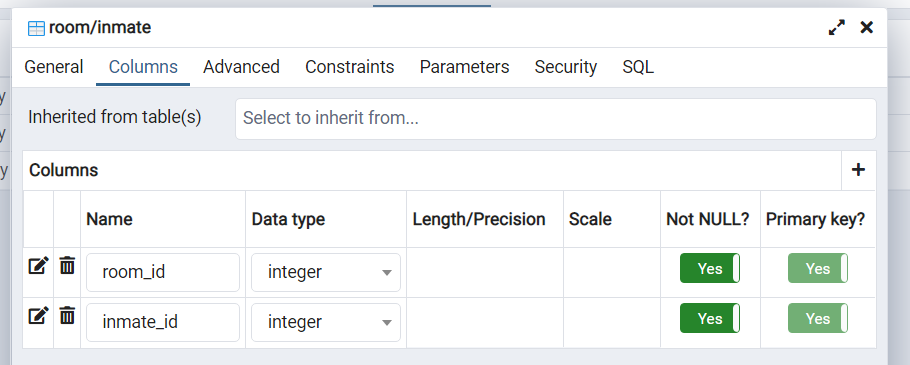 room/inmate
General Columns Advanced Constraints Parameters Security SQL
Inherited from table(s) Select to inherit from...
Columns
Name Data type Length/Precision Scale Not NULL? Primary key?
room_id integer Yes Yes
inmate_id integer Yes Yes